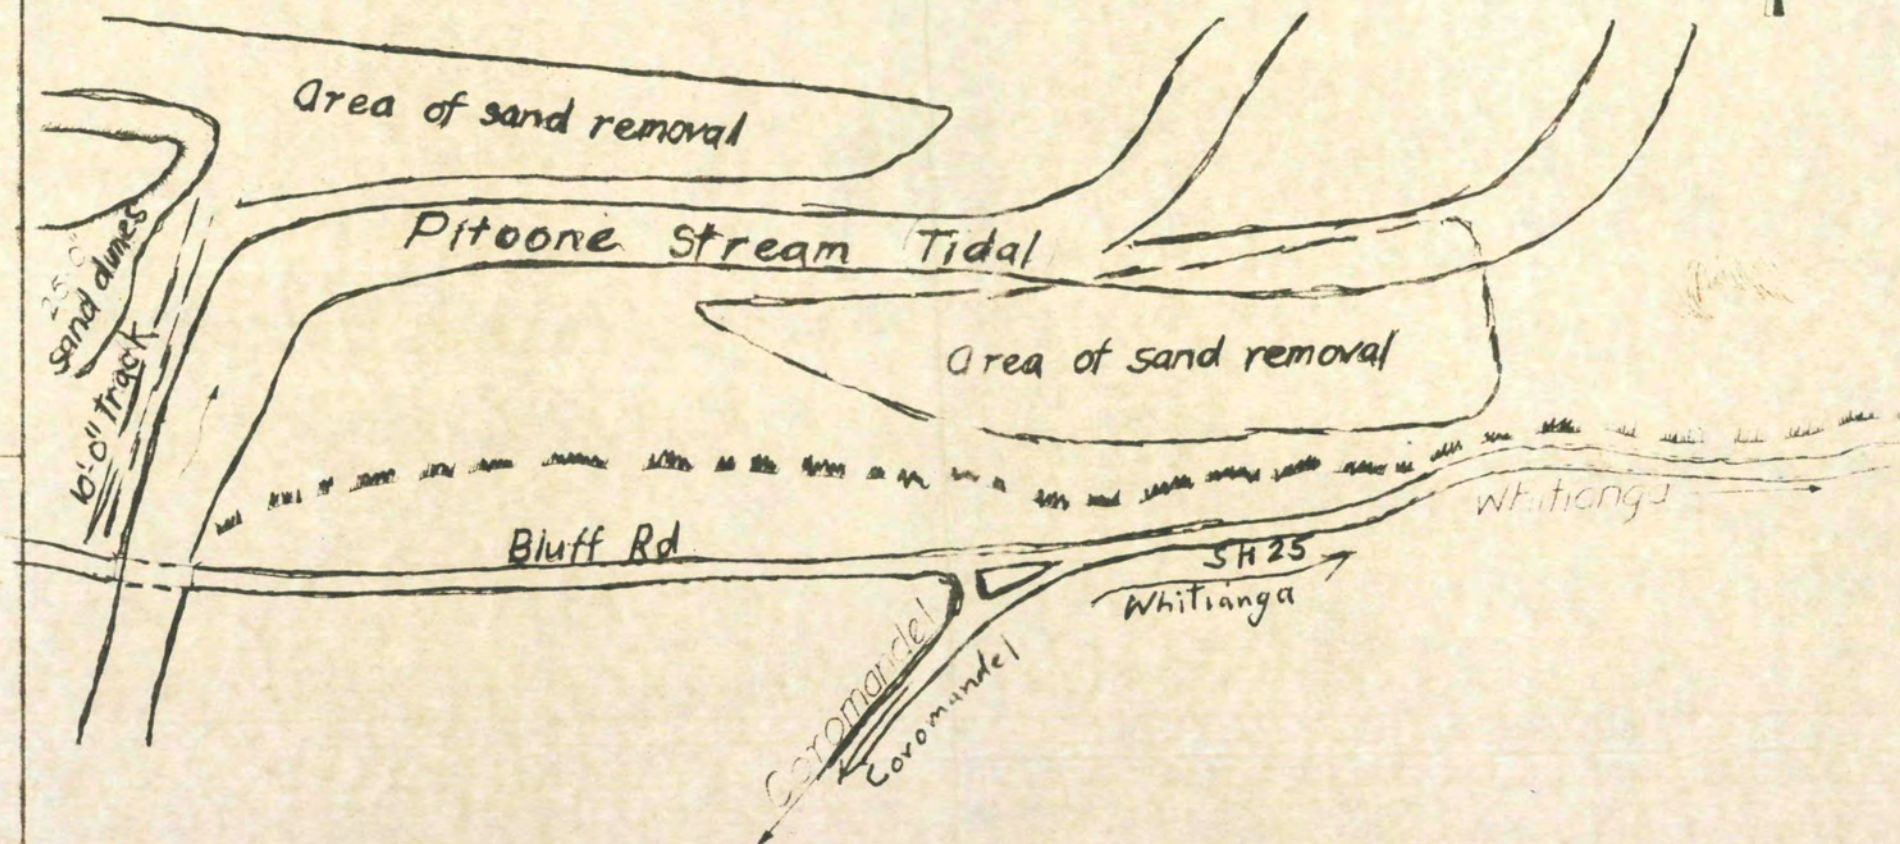 Area of sand removal
Pitoone Stream Tidal
25'-0"
Sand dunes
10'-0" Track
Area of sand removal
Whitianga
Bluff Rd
SH 25
Whitianga
Coromandel
Coromandel